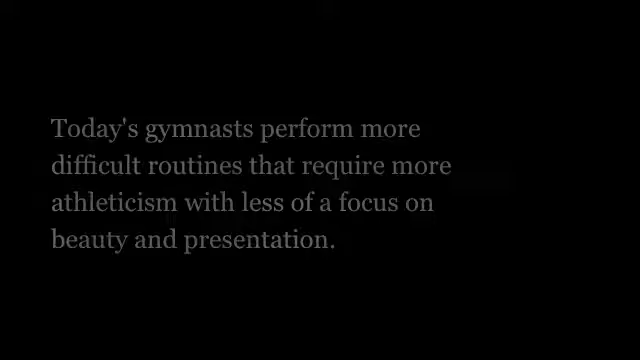 Today's gymnasts perform more
difficult routines that require more
athleticism with less of a focus on
beauty and presentation.